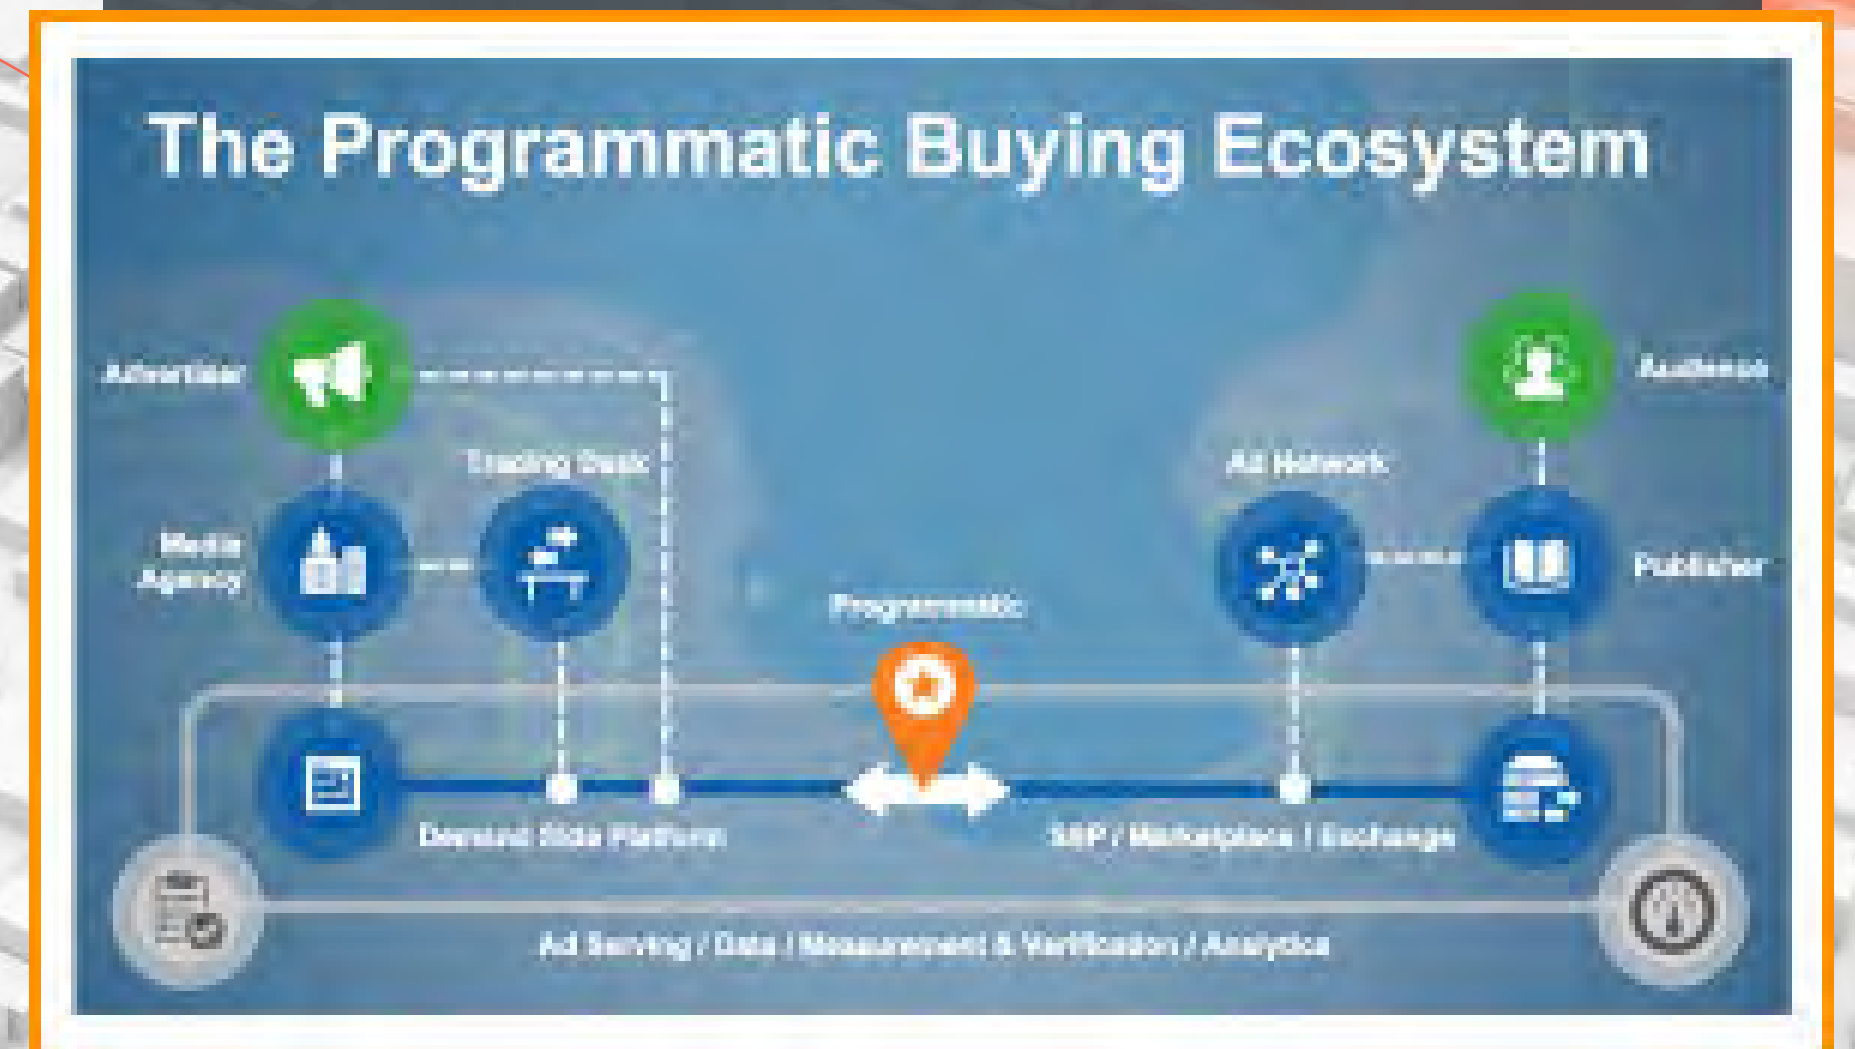 The Programmatic Buying Ecosystem
Advertiser
Audience
Trading Desk
Ad Network
Media
Agency
Publisher
Programmatic
Demand Side Platform
SSP / Marketplace / Exchange
Ad Serving / Data / Measurement & Verification / Analytics